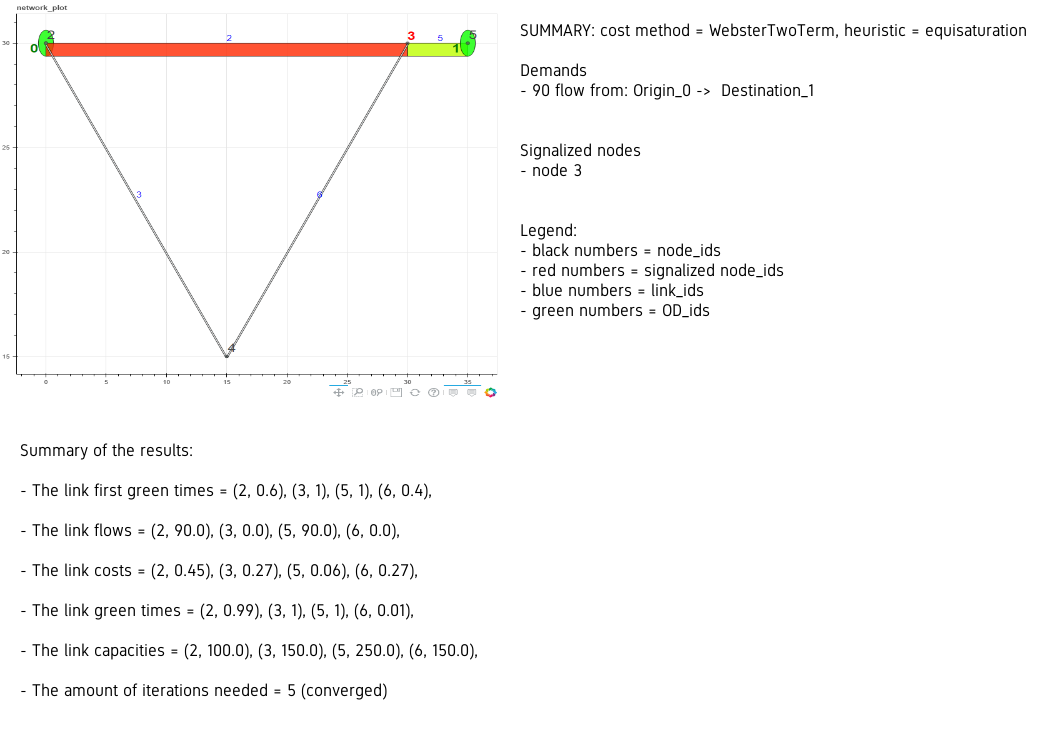 network_plot
2
0
2
3
5
1
5
30
25
20
15
3
6
4
0
5
10
15
20
25
30
35
SUMMARY: cost method = WebsterTwoTerm, heuristic = equisaturation
Demands
- 90 flow from: Origin_0 -> Destination_1
Signalized nodes
- node 3
Legend:
- black numbers = node_ids
- red numbers = signalized node_ids
- blue numbers = link_ids
- green numbers = OD_ids
Summary of the results:
- The link first green times = (2, 0.6), (3, 1), (5, 1), (6, 0.4),
- The link flows = (2, 90.0), (3, 0.0), (5, 90.0), (6, 0.0),
- The link costs = (2, 0.45), (3, 0.27), (5, 0.06), (6, 0.27),
- The link green times = (2, 0.99), (3, 1), (5, 1), (6, 0.01),
- The link capacities = (2, 100.0), (3, 150.0), (5, 250.0), (6, 150.0),
- The amount of iterations needed = 5 (converged)